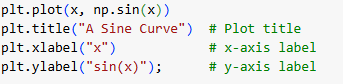 plt.plot(x, np.sin(x))
plt.title("A Sine Curve")  # Plot title
plt.xlabel("x")            # x-axis label
plt.ylabel("sin(x)");      # y-axis label